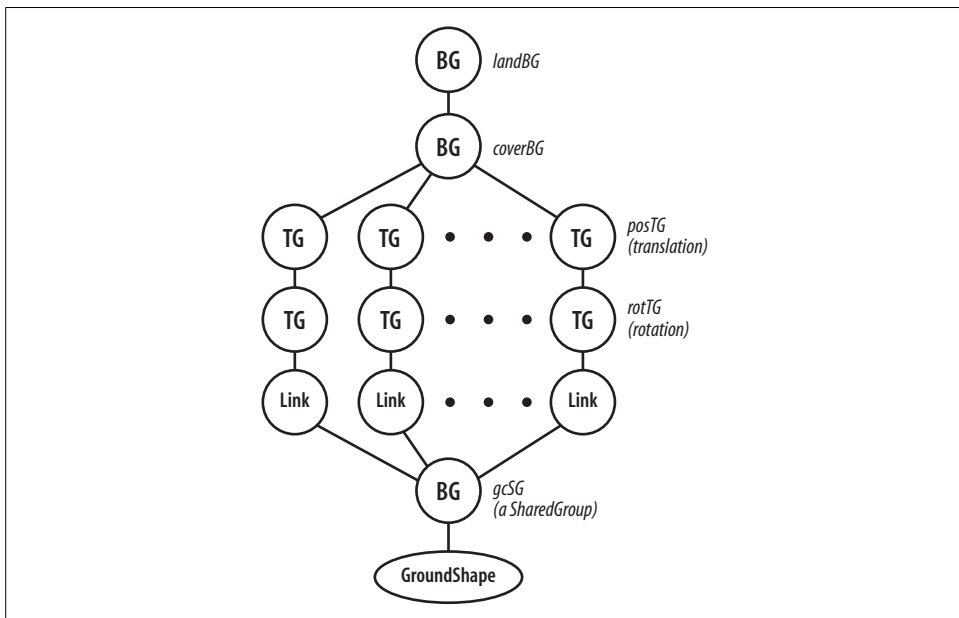 BG landBG
BG coverBG
TG TG TG posTG
(translation)
TG TG TG rotTG
(rotation)
Link Link Link
BG gcSG
(a SharedGroup)
GroundShape